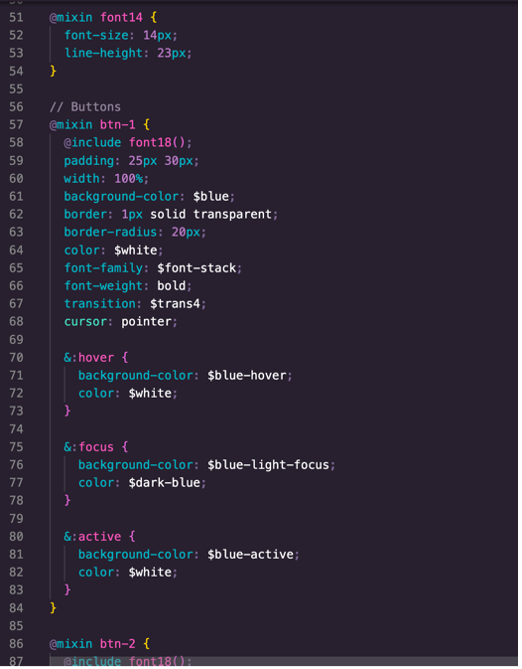 51 @mixin font14 {
52 font-size: 14px;
53 line-height: 23px;
54 }
55
56 // Buttons
57 @mixin btn-1 {
58 @include font18();
59 padding: 25px 30px;
60 width: 100%;
61 background-color: $blue;
62 border: 1px solid transparent;
63 border-radius: 20px;
64 color: $white;
65 font-family: $font-stack;
66 font-weight: bold;
67 transition: $trans4;
68 cursor: pointer;
69
70 &:hover {
71 background-color: $blue-hover;
72 color: $white;
73 }
74
75 &:focus {
76 background-color: $blue-light-focus;
77 color: $dark-blue;
78 }
79
80 &:active {
81 background-color: $blue-active;
82 color: $white;
83 }
84 }
85
86 @mixin btn-2 {
87 @include font18();